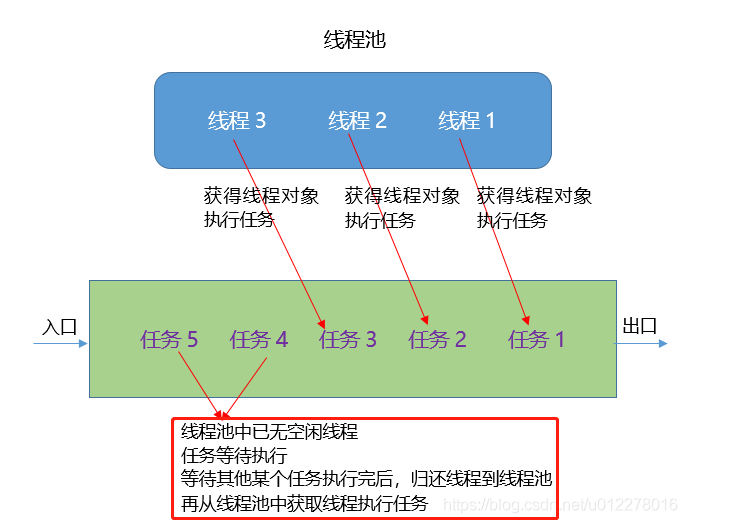 线程池
线程 3 线程 2 线程 1
获得线程对象 获得线程对象 获得线程对象
执行任务 执行任务 执行任务
入口 任务 5 任务 4 任务 3 任务 2 任务 1 出口
线程池中已无空闲线程
任务等待执行
等待其他某个任务执行完后，归还线程到线程池
再从线程池中获取线程执行任务
https://blog.csdn.net/u012278016